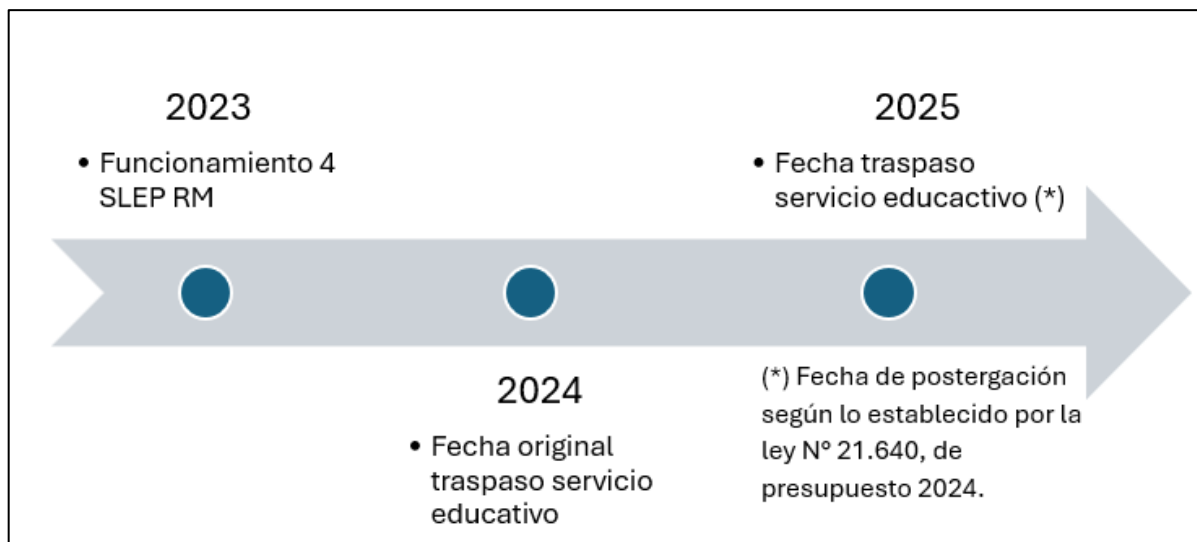 2023
• Funcionamiento 4
SLEP RM
2025
• Fecha traspaso
servicio educactivo (*)
2024
• Fecha original
traspaso servicio
educativo
(*) Fecha de postergación
según lo establecido por la
ley N° 21.640, de
presupuesto 2024.